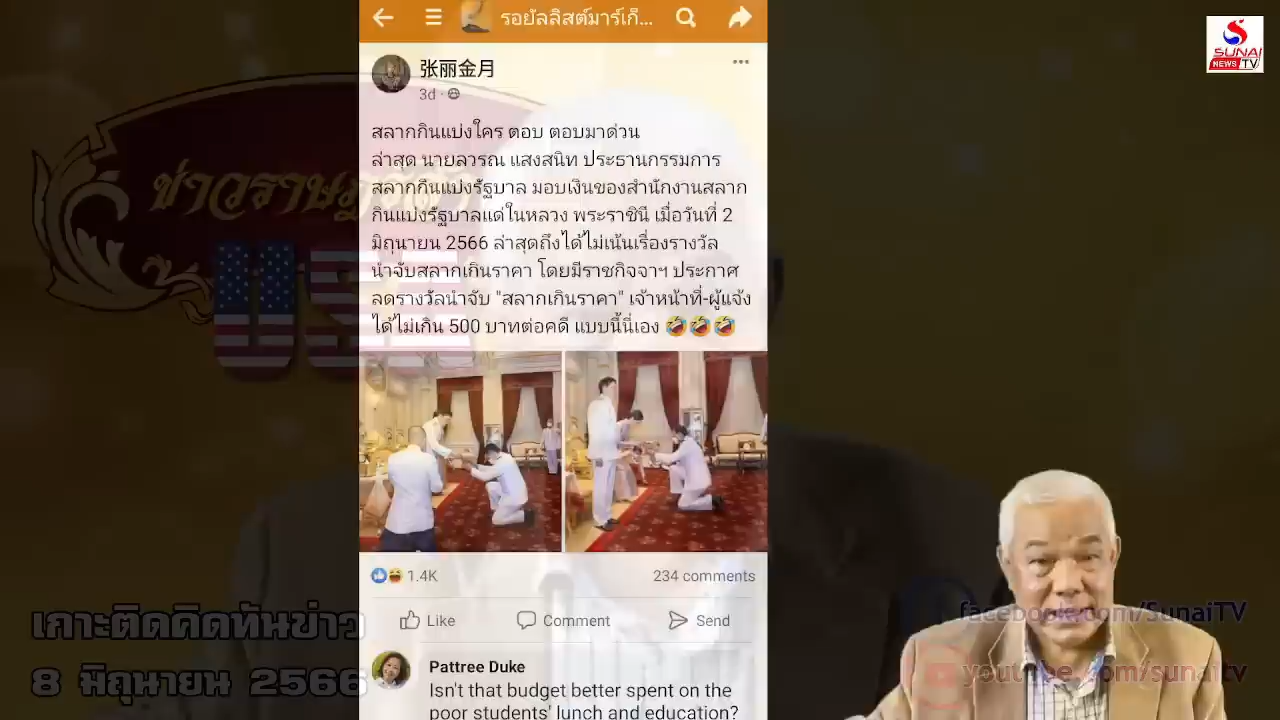 รอยัลลิสต์มาร์เก็...
SUNAI
NEWS TV
张丽金月
3d
สลากกินแบ่งใคร ตอบ ตอบมาด่วน
ล่าสุด นายลวรณ แสงสนิท ประธานกรรมการ
สลากกินแบ่งรัฐบาล มอบเงินของสำนักงานสลาก
กินแบ่งรัฐบาลแด่ในหลวง พระราชินี เมื่อวันที่ 2
มิถุนายน 2566 ล่าสุดถึงได้ไม่เน้นเรื่องรางวัล
นำจับสลากเกินราคา โดยมีราชกิจจาฯ ประกาศ
ลดรางวัลนำจับ "สลากเกินราคา" เจ้าหน้าที่-ผู้แจ้ง
ได้ไม่เกิน 500 บาทต่อคดี แบบนี้นี่เอง 🤣🤣🤣
ข่าวราษฎร
USA
1.4K
234 comments
Like
Comment
Send
Pattree Duke
Isn't that budget better spent on the
poor students' lunch and education?
เกาะติดคิดทันข่าว
8 มิถุนายน 2566
facebook.com/SunaiTV
youtube.com/sunaitv